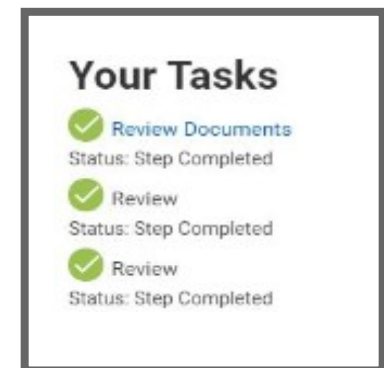 Your Tasks
Review Documents
Status: Step Completed
Review
Status: Step Completed
Review
Status: Step Completed